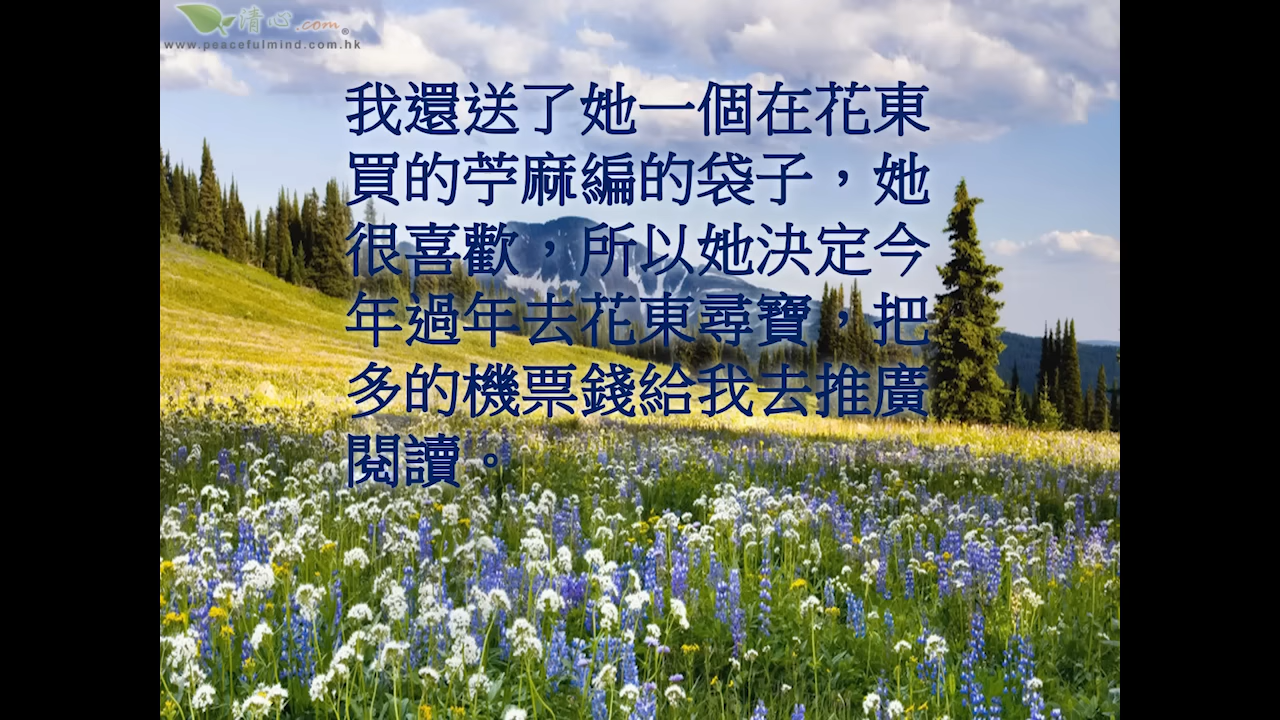 清心.com®
www.peacefulmind.com.hk
我還送了她一個在花東
買的苧麻編的袋子，她
很喜歡，所以她決定今
年過年去花東尋寶，把
多的機票錢給我去推廣
閱讀。